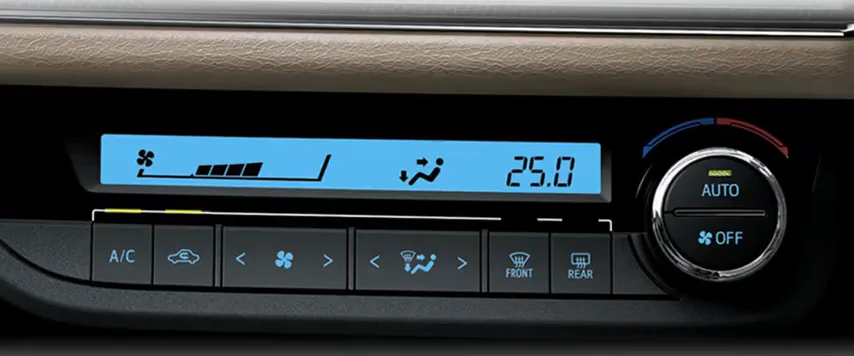 25.0
AUTO
OFF
A/C
< >
< >
FRONT
REAR